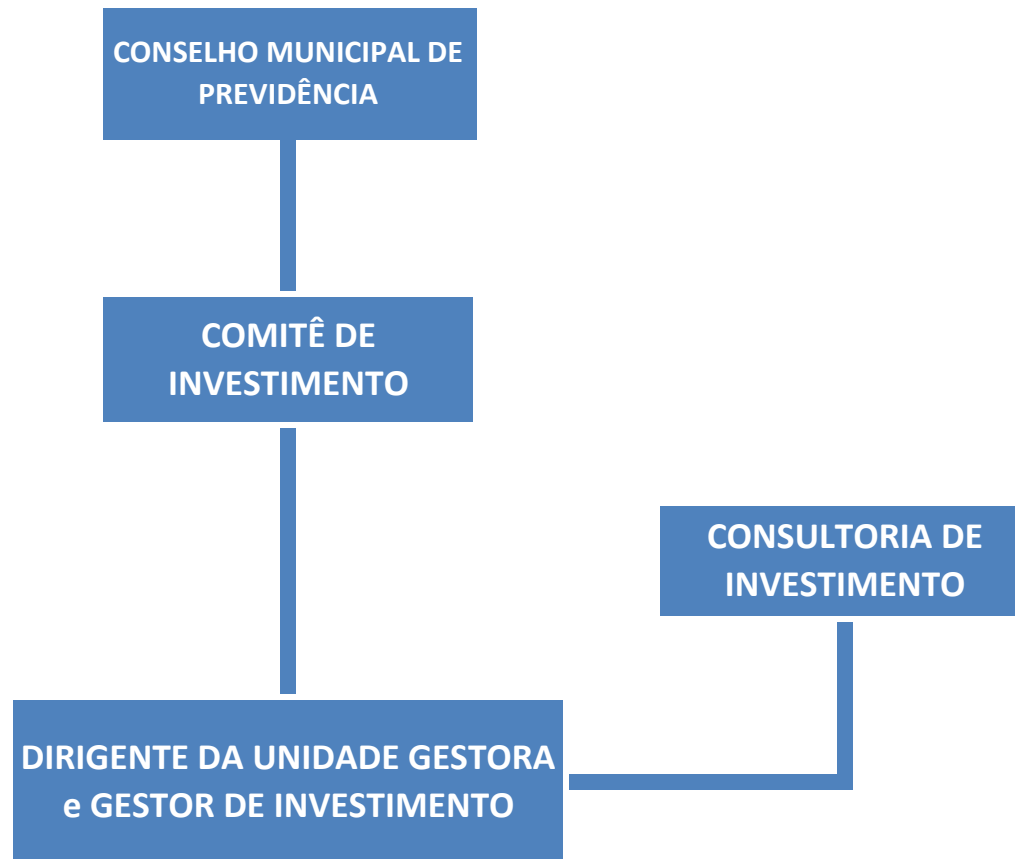 CONSELHO MUNICIPAL DE
PREVIDÊNCIA
COMITÊ DE
INVESTIMENTO
CONSULTORIA DE
INVESTIMENTO
DIRIGENTE DA UNIDADE GESTORA
e GESTOR DE INVESTIMENTO